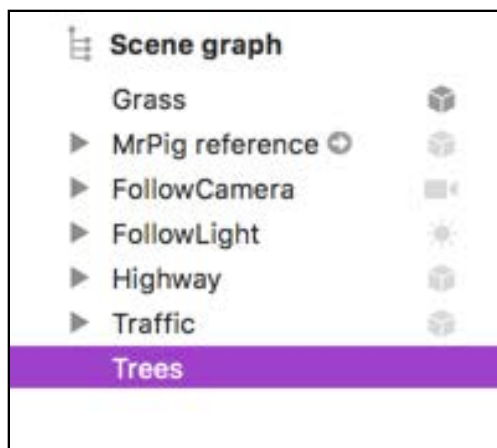 Scene graph
Grass
MrPig reference
FollowCamera
FollowLight
Highway
Traffic
Trees